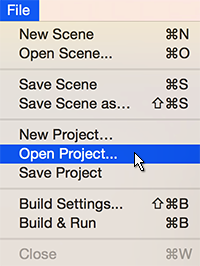 File
New Scene ⌘N
Open Scene...
Save Scene ⌘S
Save Scene as... ⇧⌘S
New Project...
Open Project...
Save Project
Build Settings... ⇧⌘B
Build & Run ⌘B
Close ⌘W